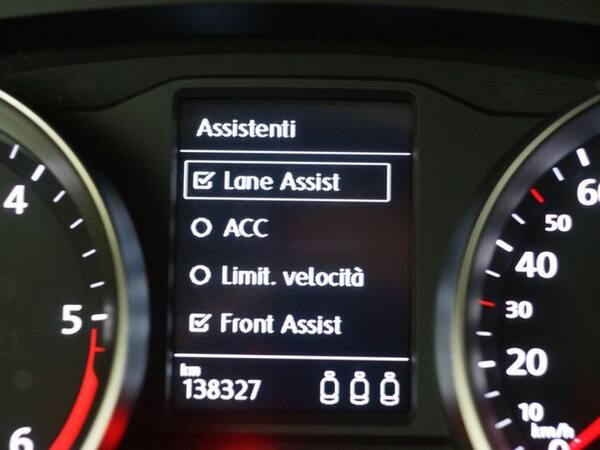 Assistenti
Lane Assist
ACC
Limit. velocità
Front Assist
km
138327
4
5
6
60
50
40
30
20
10
km/h
0